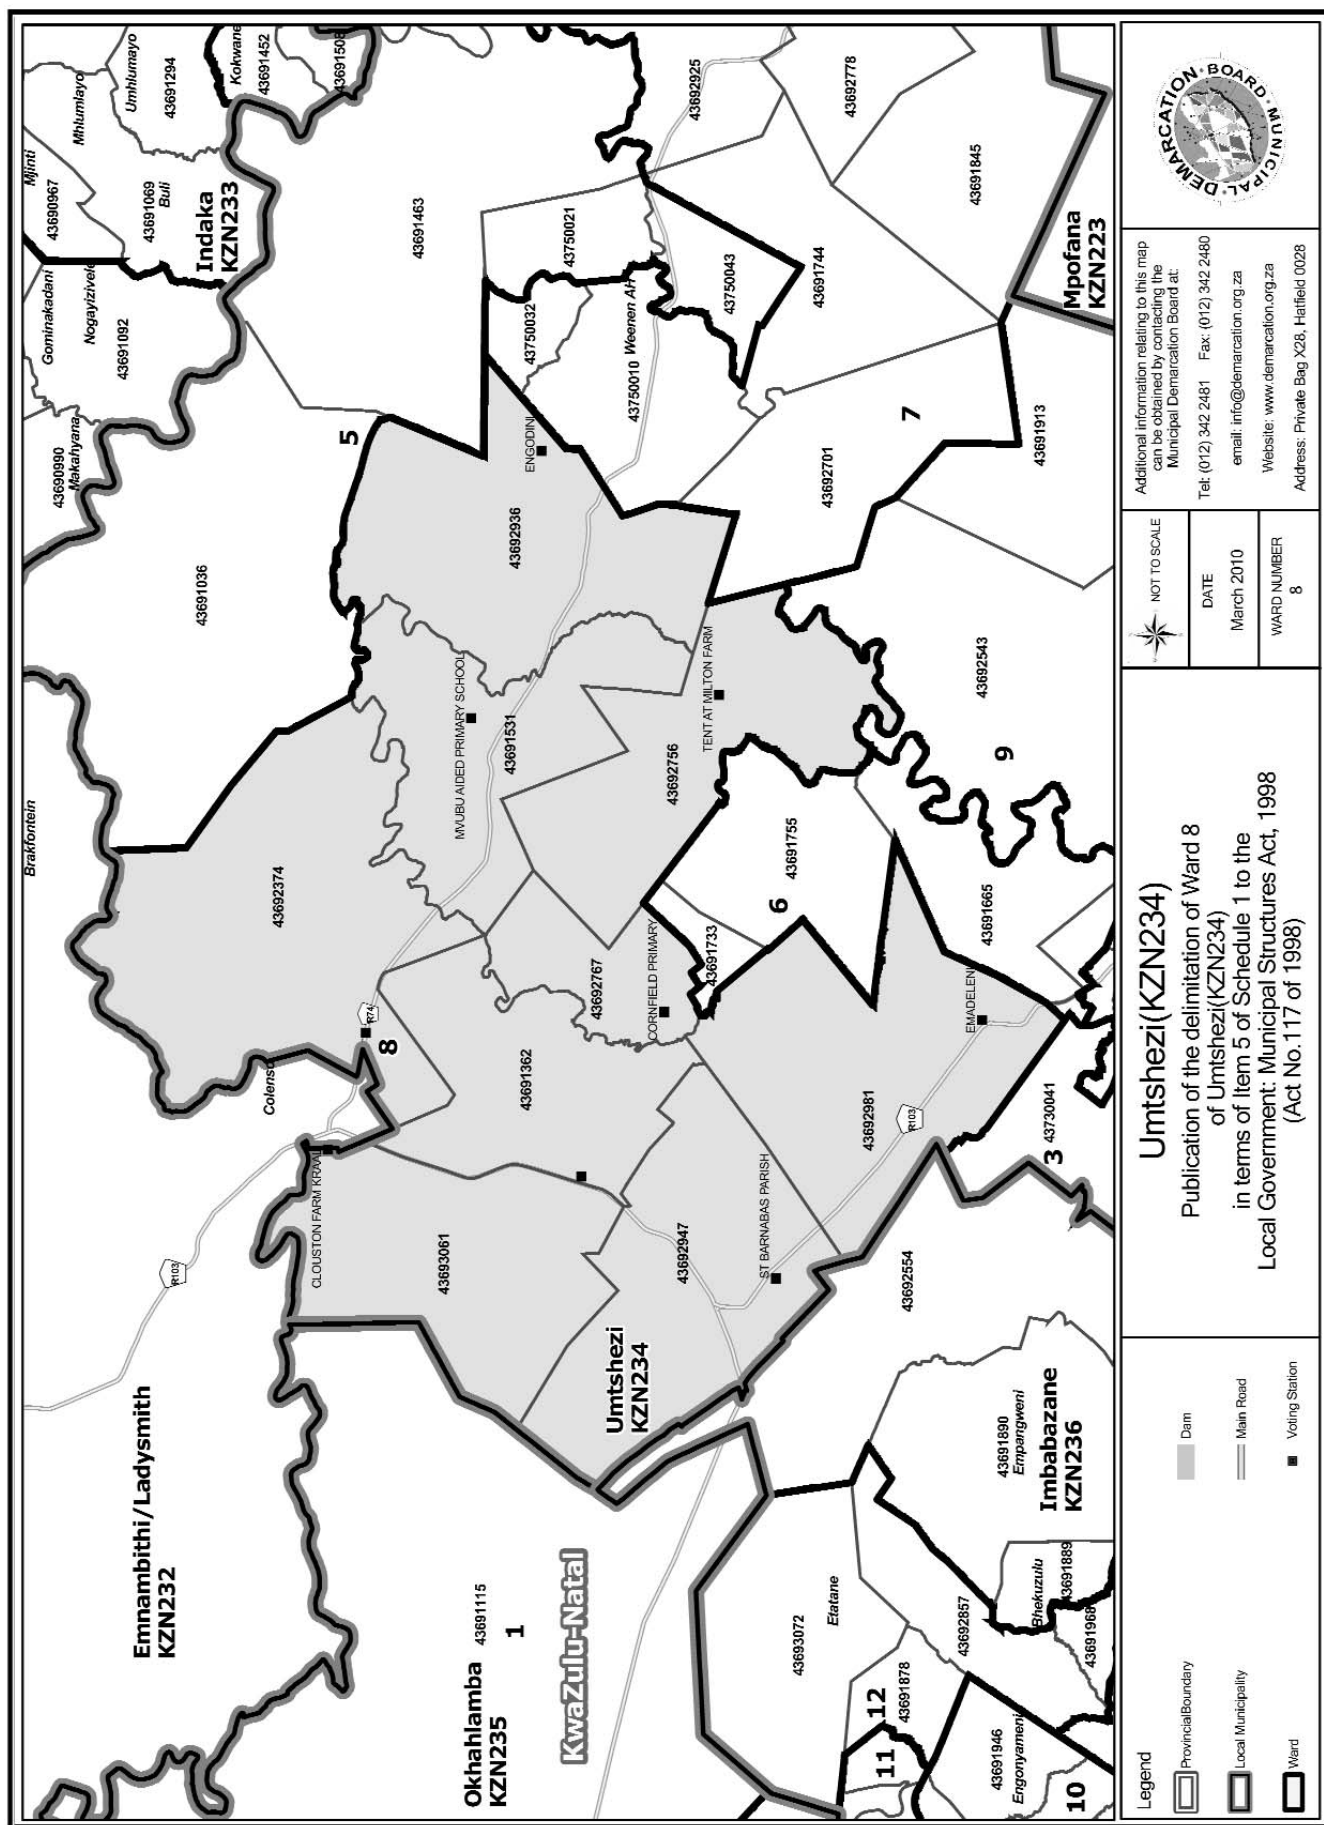 Brakfontein
Mjinti
43690967
Mhlumlayo
Umhlumayo
43691294
Kokwane
43691452
43691508
Gominakadani
Nogayizivele
43691092
43691069
Buli
Indaka
KZN233
43690990
Makahyana
43691036
43691463
43692925
43692778
5
43750021
43750032
43750010 Weenen AH
43750043
43691744
43691845
Mpofana
KZN223
ENGODINI
43692936
43692701
7
43691913
MVUBU AIDED PRIMARY SCHOOL
43691531
TENT AT MILTON FARM
43692756
43692543
9
43692374
43691755
6
43691733
43691665
CORNFIELD PRIMARY
43692767
EMADELENI
R74
8
Colenso
43691362
43692981
R103
43730041
3
CLOUSTON FARM KRAAL
R103
43693061
43692947
ST BARNABAS PARISH
43692554
Umtshezi
KZN234
Emnambithi/Ladysmith
KZN232
43691890
Empangweni
Imbabazane
KZN236
Okhahlamba
KZN235
43691115
1
KwaZulu-Natal
43693072
Etatane
Bhekuzulu
43691889
43691968
43692857
12
43691878
11
43691946
Engonyameni
10
Legend
ProvincialBoundary
Local Municipality
Ward
Dam
Main Road
Voting Station
Umtshezi(KZN234)
Publication of the delimitation of Ward 8
of Umtshezi(KZN234)
in terms of Item 5 of Schedule 1 to the
Local Government: Municipal Structures Act, 1998
(Act No.117 of 1998)
NOT TO SCALE
DATE
March 2010
WARD NUMBER
8
Additional information relating to this map
can be obtained by contacting the
Municipal Demarcation Board at:
Tel: (012) 342 2481 Fax: (012) 342 2480
email: info@demarcation.org.za
Website: www.demarcation.org.za
Address: Private Bag X28, Hatfield 0028
MUNICIPAL DEMARCATION BOARD